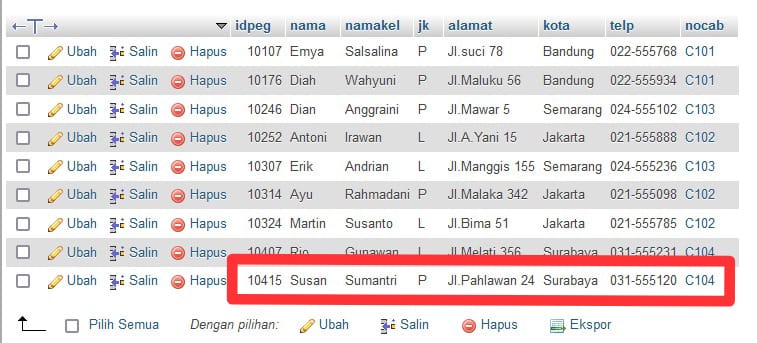 idpeg nama namakel jk alamat kota telp nocab
Ubah Salin Hapus 10107 Emya Salsalina P Jl.suci 78 Bandung 022-555768 C101
Ubah Salin Hapus 10176 Diah Wahyuni P Jl.Maluku 56 Bandung 022-555934 C101
Ubah Salin Hapus 10246 Dian Anggraini P Jl.Mawar 5 Semarang 024-555102 C103
Ubah Salin Hapus 10252 Antoni Irawan L Jl.A.Yani 15 Jakarta 021-555888 C102
Ubah Salin Hapus 10307 Erik Andrian L Jl.Manggis 155 Semarang 024-555236 C103
Ubah Salin Hapus 10314 Ayu Rahmadani P Jl.Malaka 342 Jakarta 021-555098 C102
Ubah Salin Hapus 10324 Martin Susanto L Jl.Bima 51 Jakarta 021-555785 C102
Ubah Salin Hapus 10407 Rio Gunawan L Jl.Melati 356 Surabaya 031-555231 C104
Ubah Salin Hapus 10415 Susan Sumantri P Jl.Pahlawan 24 Surabaya 031-555120 C104
Pilih Semua Dengan pilihan: Ubah Salin Hapus Ekspor